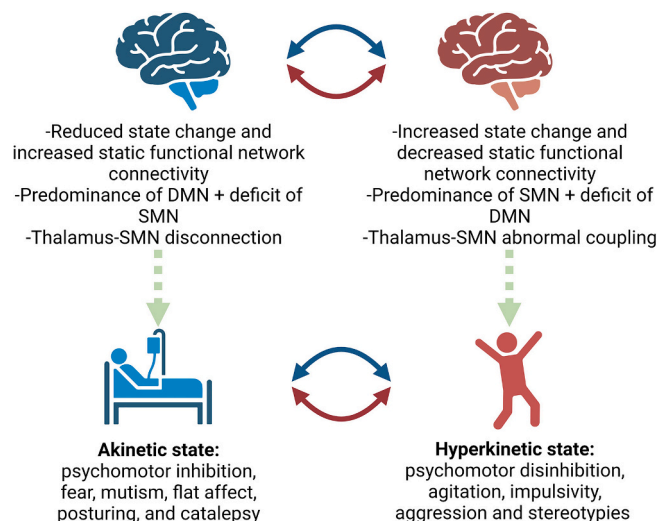 -Reduced state change and
increased static functional network
connectivity
-Predominance of DMN + deficit of
SMN
-Thalamus-SMN disconnection
-Increased state change and
decreased static functional
network connectivity
-Predominance of SMN + deficit of
DMN
-Thalamus-SMN abnormal coupling
Akinetic state:
psychomotor inhibition,
fear, mutism, flat affect,
posturing, and catalepsy
Hyperkinetic state:
psychomotor disinhibition,
agitation, impulsivity,
aggression and stereotypies